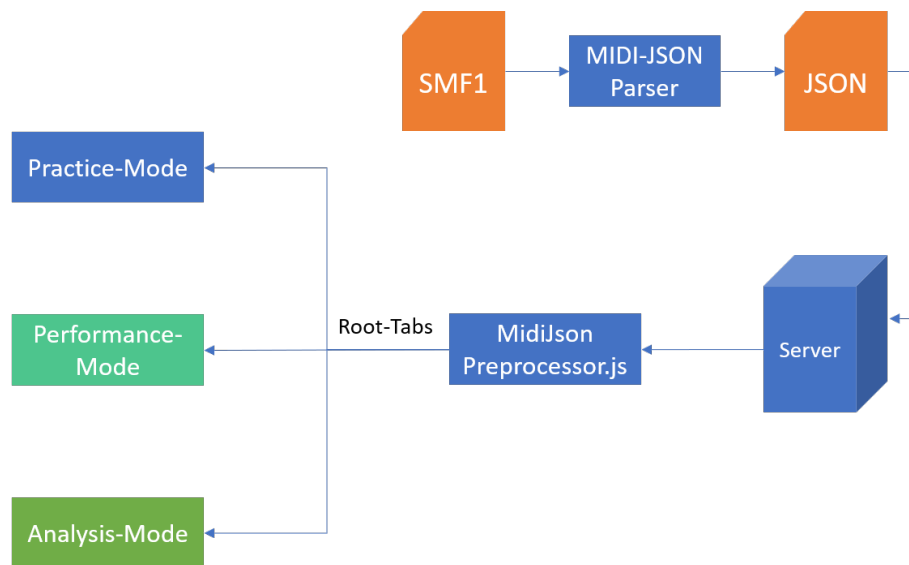 SMF1
MIDI-JSON
Parser
JSON
Practice-Mode
Performance-
Mode
Root-Tabs
MidiJson
Preprocessor.js
Server
Analysis-Mode